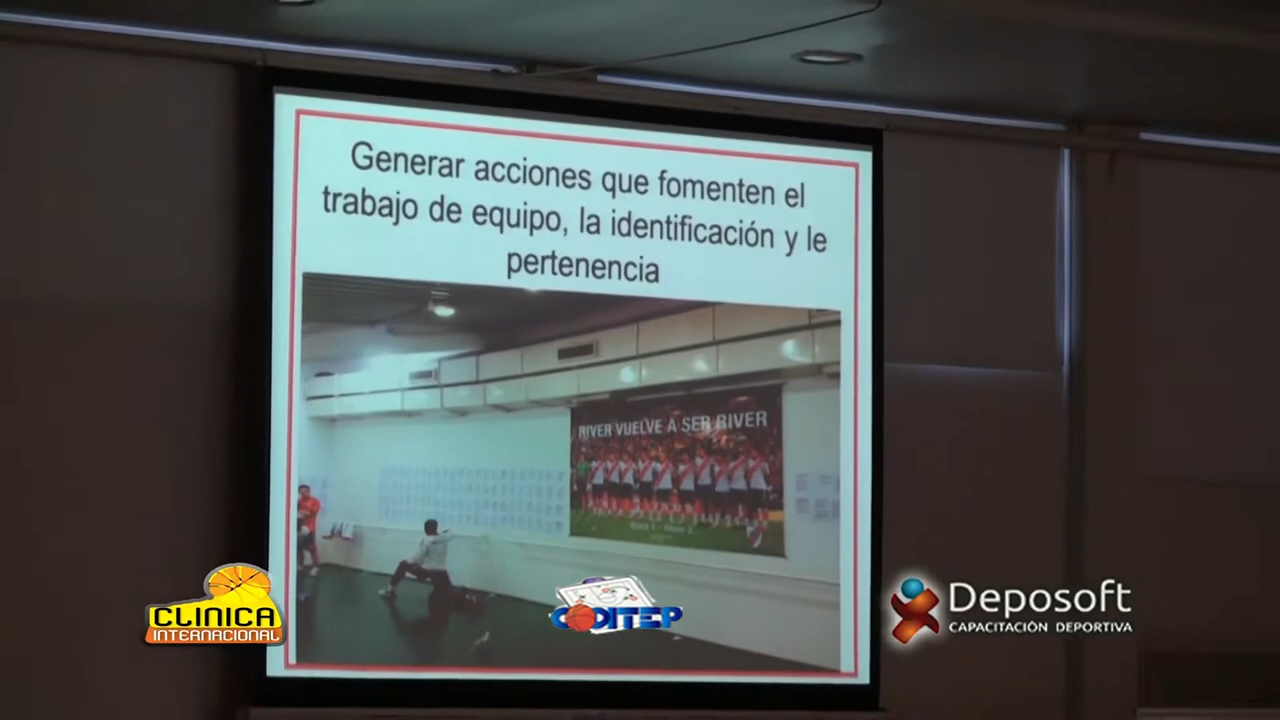 Generar acciones que fomenten el
trabajo de equipo, la identificación y le
pertenencia
RIVER VUELVE A SER RIVER
CLINICA
INTERNACIONAL
CODITEP
Deposoft
CAPACITACIÓN DEPORTIVA